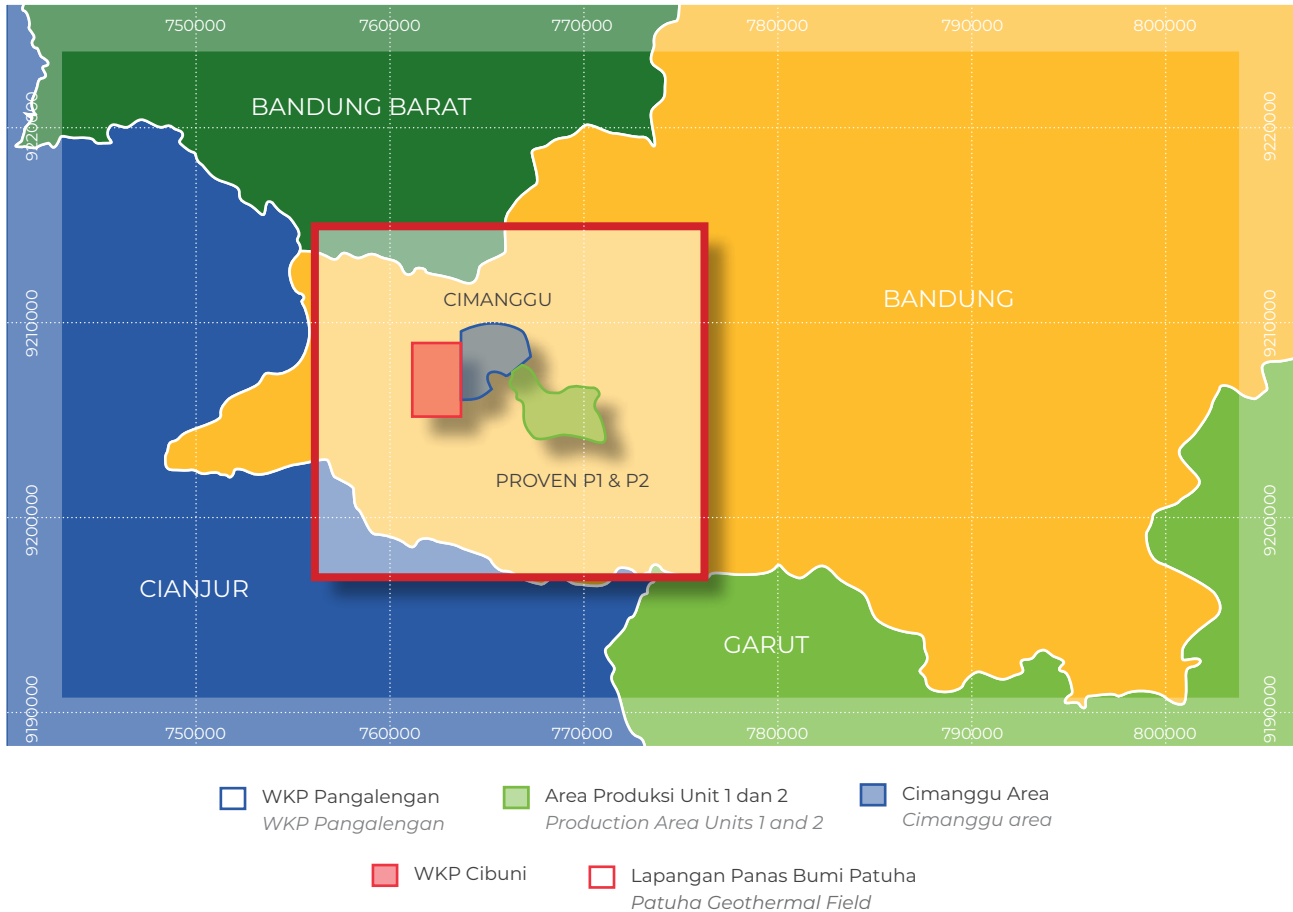 750000
760000
770000
780000
790000
800000
BANDUNG BARAT
9220000
9220000
CIMANGGU
BANDUNG
9210000
9210000
PROVEN P1 & P2
9200000
9200000
CIANJUR
GARUT
9190000
9190000
750000
760000
770000
780000
790000
800000
WKP Pangalengan
WKP Pangalengan
Area Produksi Unit 1 dan 2
Production Area Units 1 and 2
Cimanggu Area
Cimanggu area
WKP Cibuni
Lapangan Panas Bumi Patuha
Patuha Geothermal Field